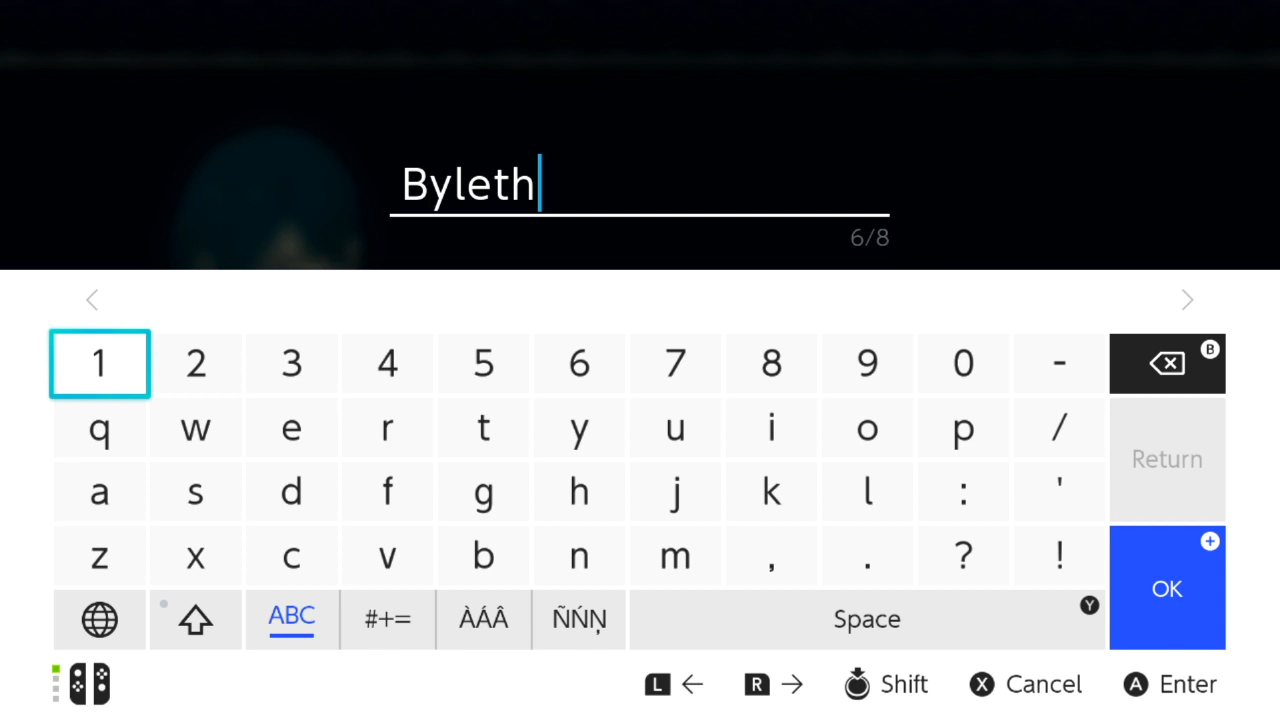 Byleth
6/8
1 2 3 4 5 6 7 8 9 0 - B
q w e r t y u i o p / Return
a s d f g h j k l : '
z x c v b n m , . ? ! + OK
ABC #+= ÀÁÂ ÑŃŅ Space Y
L ← R → Shift X Cancel A Enter